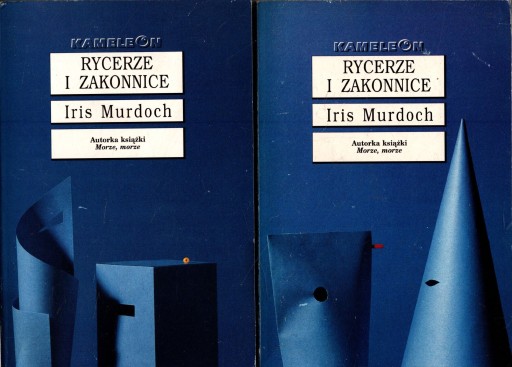 KAMELEON
RYCERZE
I ZAKONNICE
Iris Murdoch
Autorka książki
Morze, morze
KAMELEON
RYCERZE
I ZAKONNICE
Iris Murdoch
Autorka książki
Morze, morze